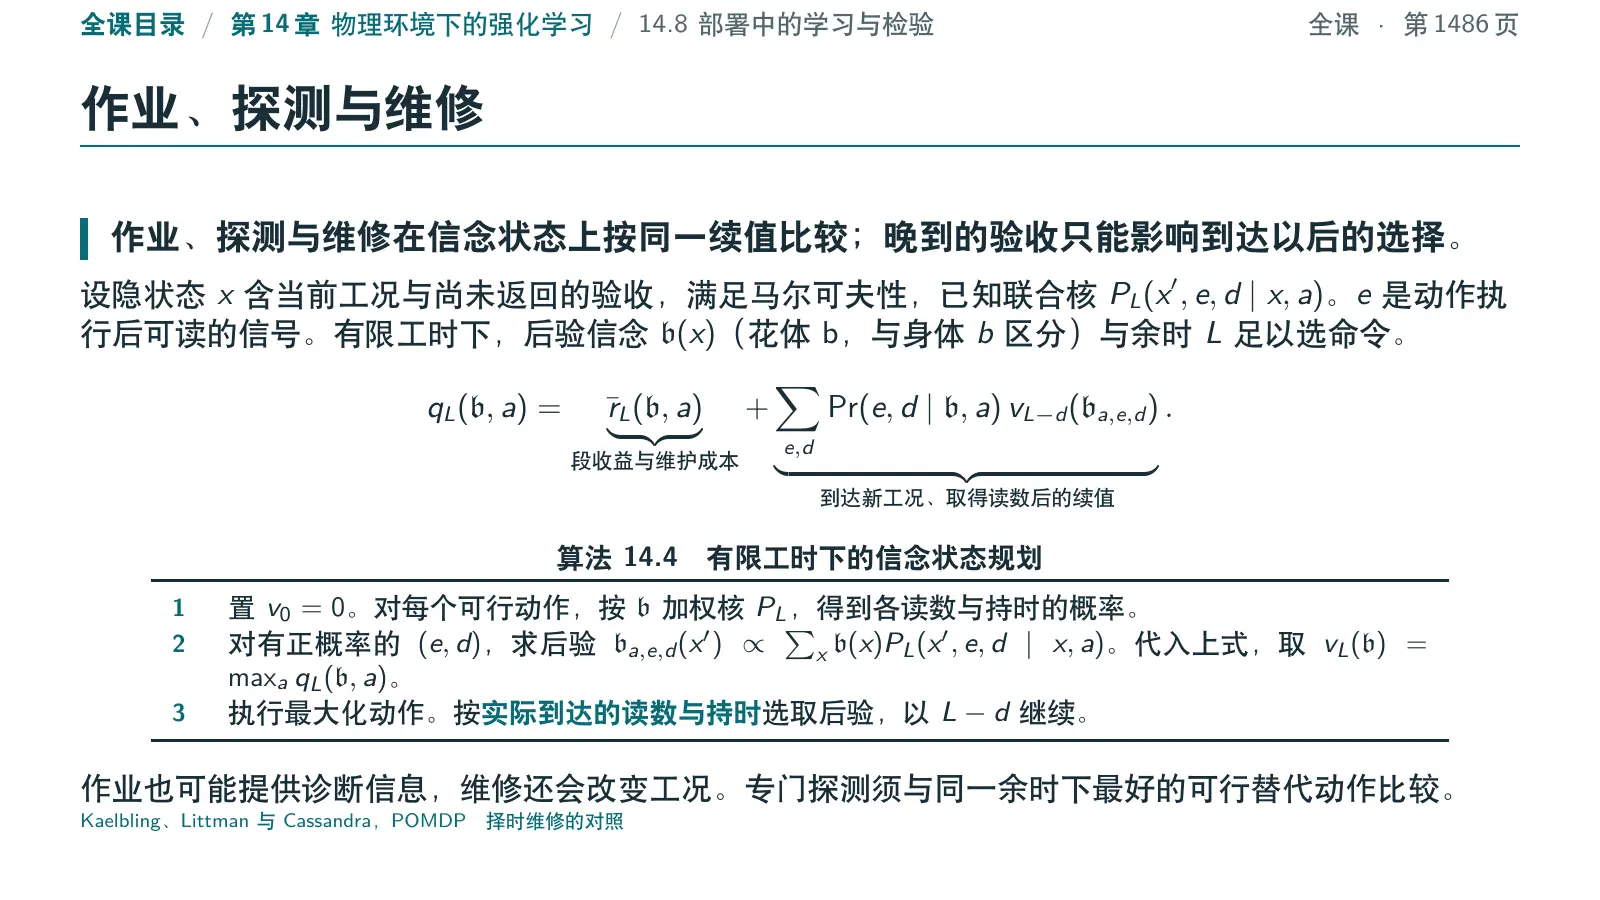 全课目录 / 第 14 章 物理环境下的强化学习 / 14.8 部署中的学习与检验
全课 · 第 1486 页
作业、探测与维修
作业、探测与维修在信念状态上按同一续值比较；晚到的验收只能影响到达以后的选择。
设隐状态 x 含当前工况与尚未返回的验收，满足马尔可夫性，已知联合核 P_L(x′, e, d | x, a)。e 是动作执
行后可读的信号。有限工时下，后验信念 𝔟(x)（花体 b，与身体 b 区分）与余时 L 足以选命令。
q_L(𝔟, a) = r̄_L(𝔟, a) + ∑_{e,d} Pr(e, d | 𝔟, a) v_{L−d}(𝔟_{a,e,d}) .
段收益与维护成本
到达新工况、取得读数后的续值
算法 14.4 有限工时下的信念状态规划
1 置 v_0 = 0。对每个可行动作，按 𝔟 加权核 P_L，得到各读数与持时的概率。
2 对有正概率的 (e, d)，求后验 𝔟_{a,e,d}(x′) ∝ ∑_x 𝔟(x)P_L(x′, e, d | x, a)。代入上式，取 v_L(𝔟) =
max_a q_L(𝔟, a)。
3 执行最大化动作。按实际到达的读数与持时选取后验，以 L − d 继续。
作业也可能提供诊断信息，维修还会改变工况。专门探测须与同一余时下最好的可行替代动作比较。
Kaelbling、Littman 与 Cassandra，POMDP 择时维修的对照